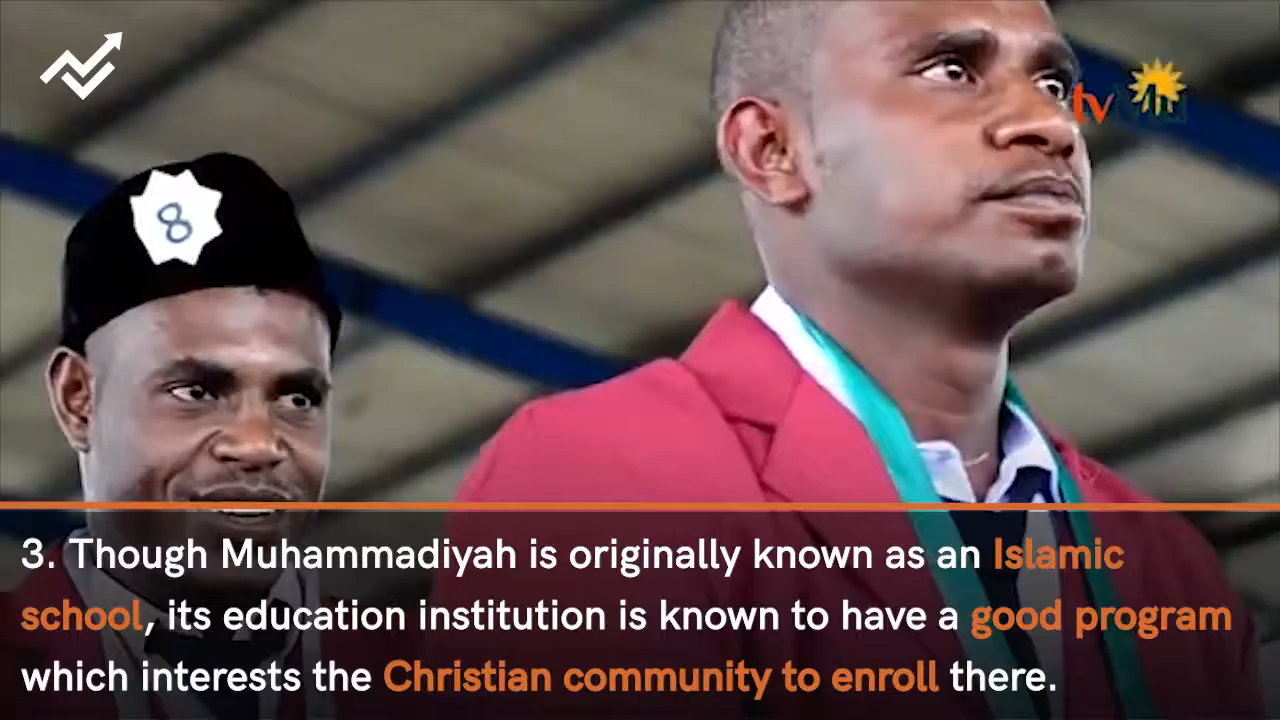 tvMu
8
3. Though Muhammadiyah is originally known as an Islamic
school, its education institution is known to have a good program
which interests the Christian community to enroll there.